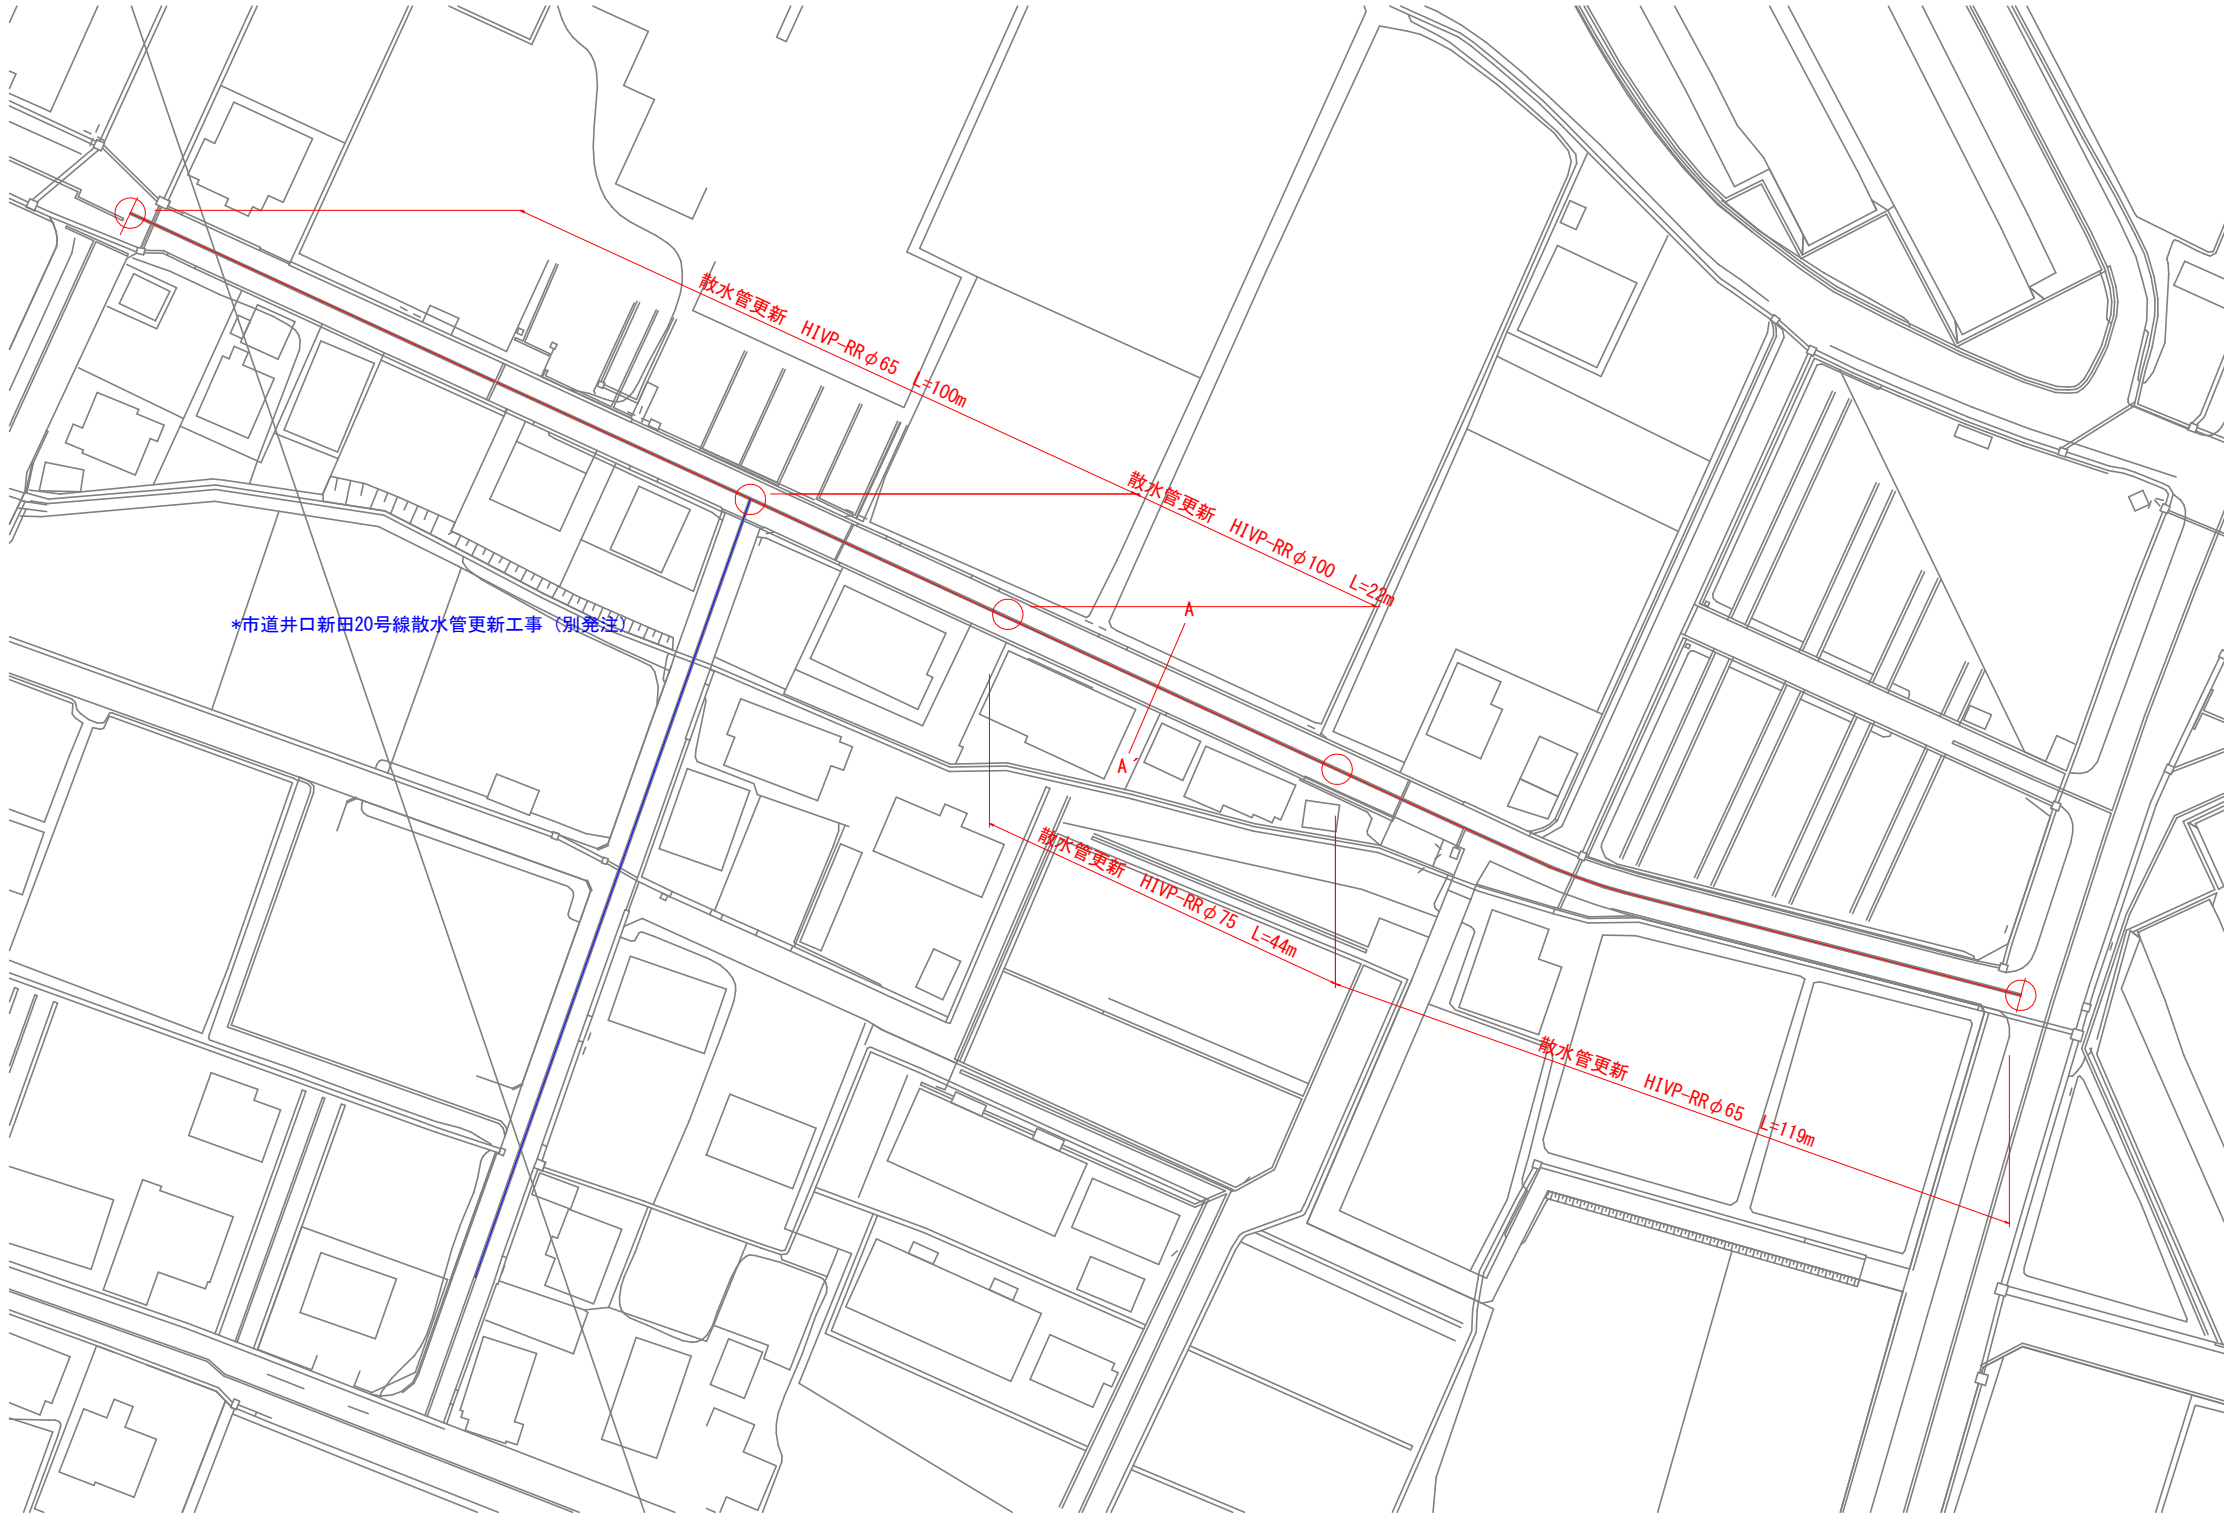 散水管更新　HIVP-RRφ65　L=100m
散水管更新　HIVP-RRφ100　L=22m
A
*市道井口新田20号線散水管更新工事（別発注）
A´
散水管更新　HIVP-RRφ75　L=44m
散水管更新　HIVP-RRφ65　L=119m